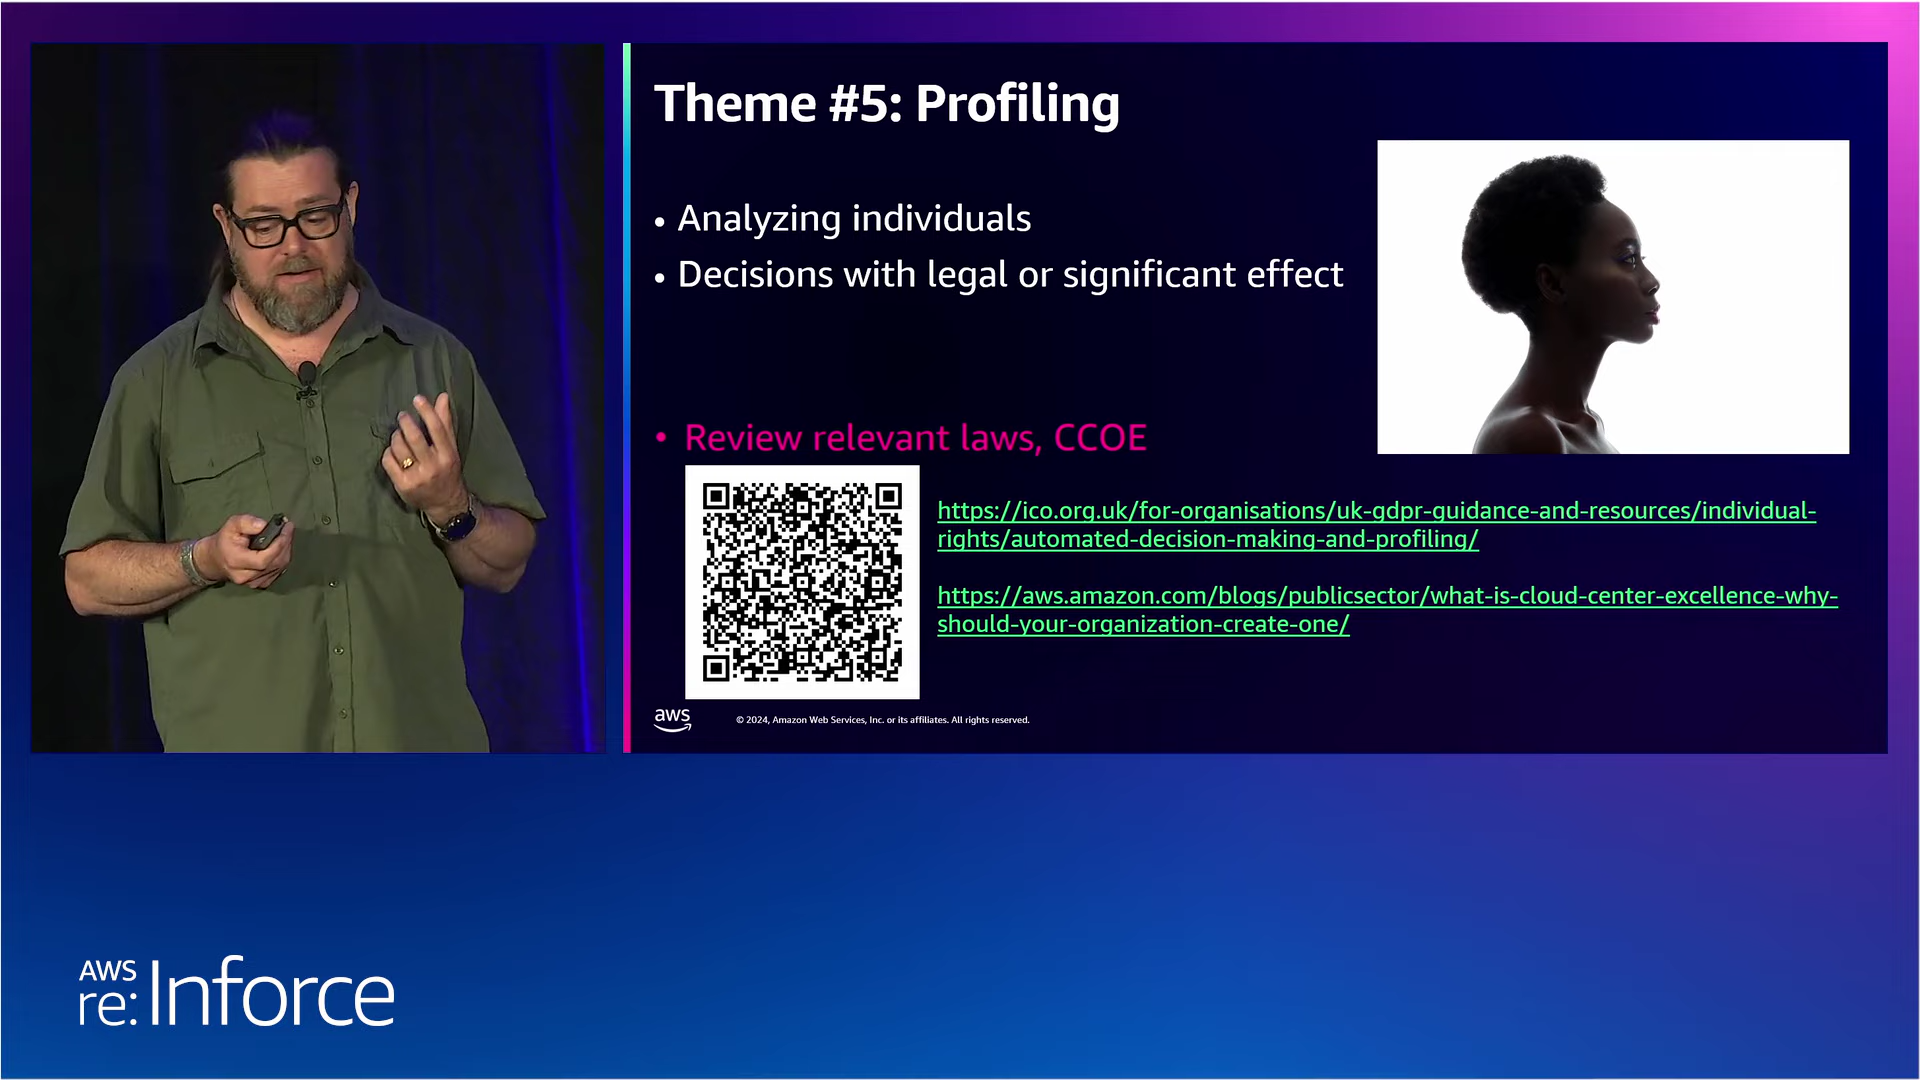 Theme #5: Profiling
• Analyzing individuals
• Decisions with legal or significant effect
• Review relevant laws, CCOE
https://ico.org.uk/for-organisations/uk-gdpr-guidance-and-resources/individual-
rights/automated-decision-making-and-profiling/
https://aws.amazon.com/blogs/publicsector/what-is-cloud-center-excellence-why-
should-your-organization-create-one/
aws
© 2024, Amazon Web Services, Inc. or its affiliates. All rights reserved.
AWS
re:Inforce